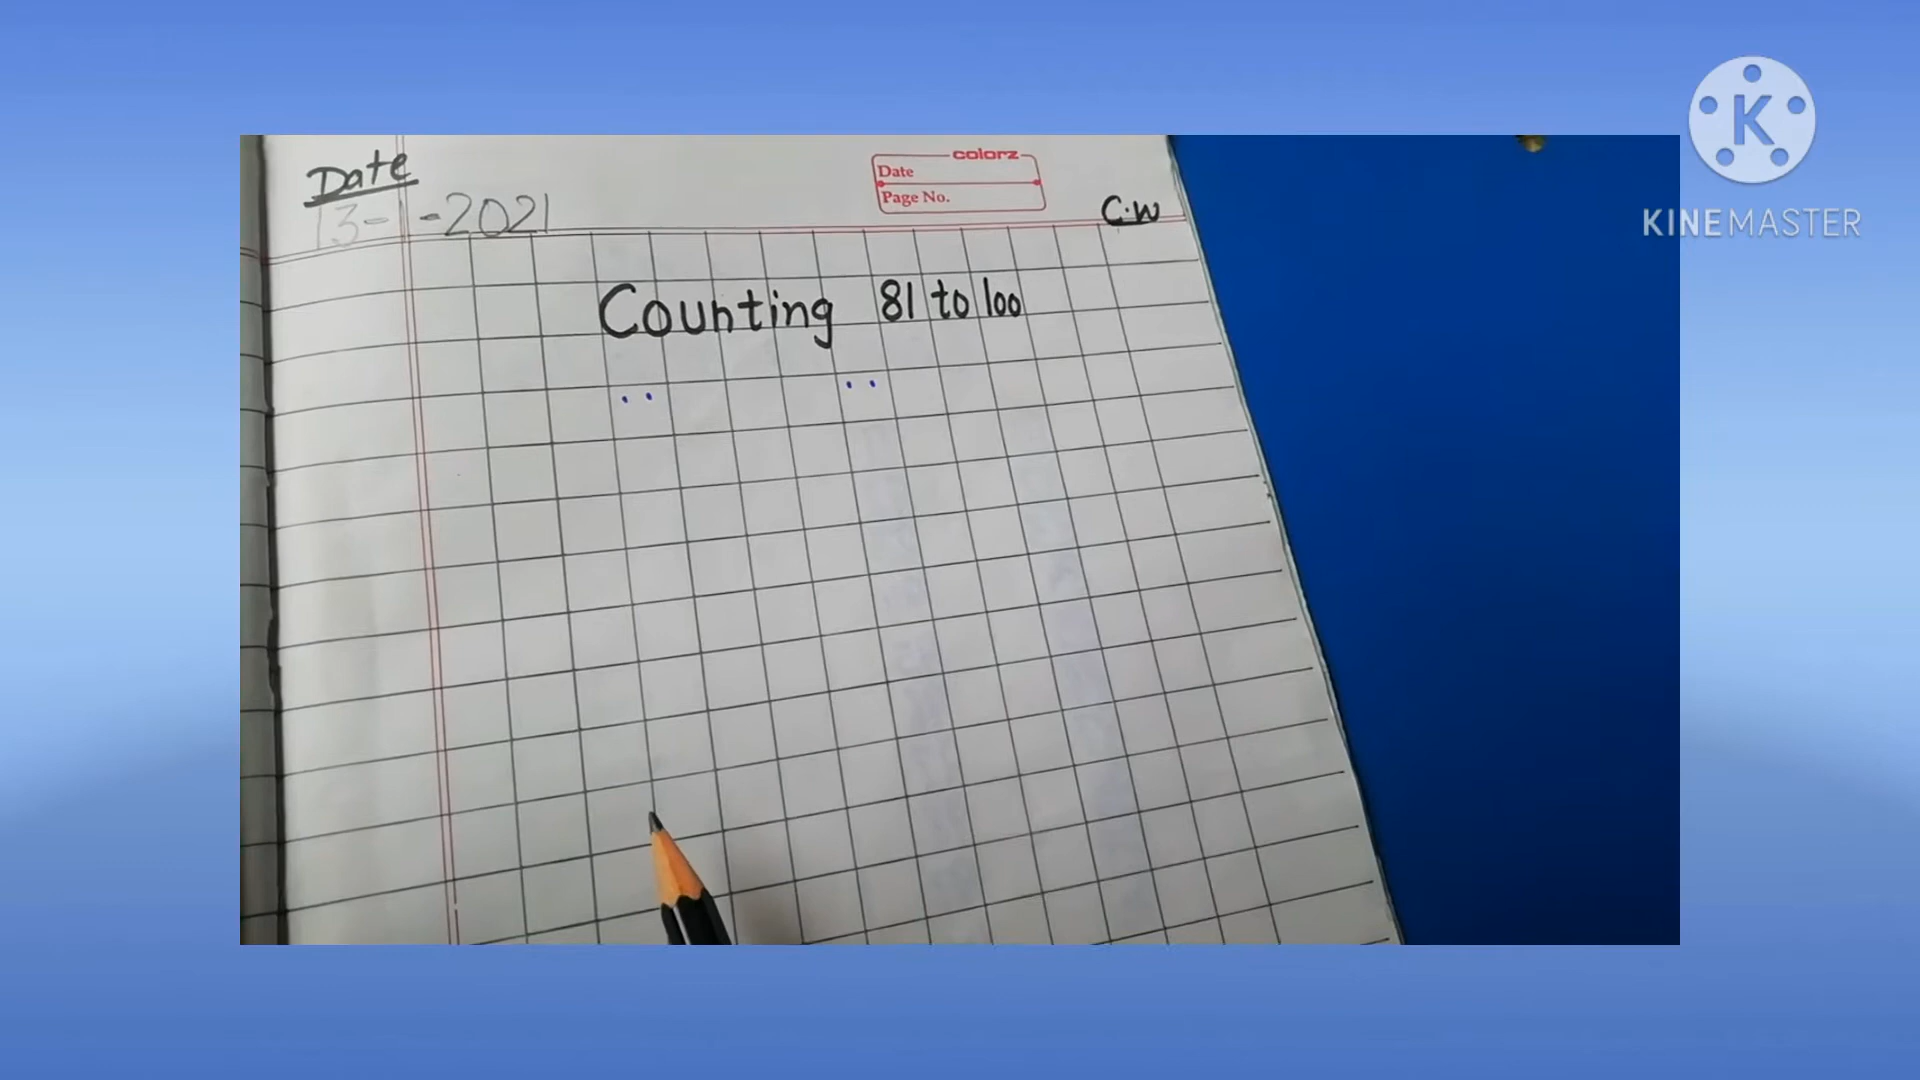 Date
13-1-2021
colorz
Date
Page No.
C.W
Counting 81 to 100
K
KINEMASTER